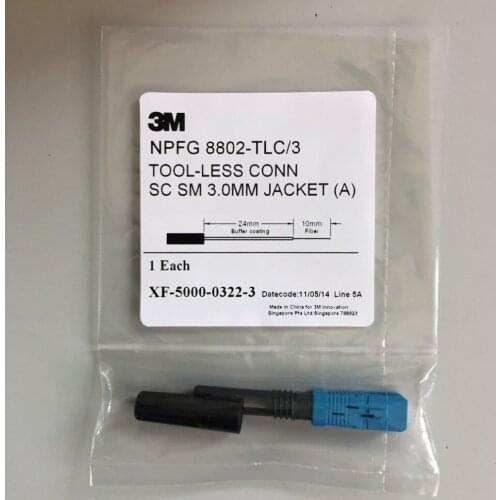 3M
NPFG 8802-TLC/3
TOOL-LESS CONN
SC SM 3.0MM JACKET (A)
24mm 10mm
Buffer coating Fiber
1 Each
XF-5000-0322-3 Datecode:11/05/14 Line 5A
Made in China for 3M Innovation
Singapore Pte Ltd Singapore 768923